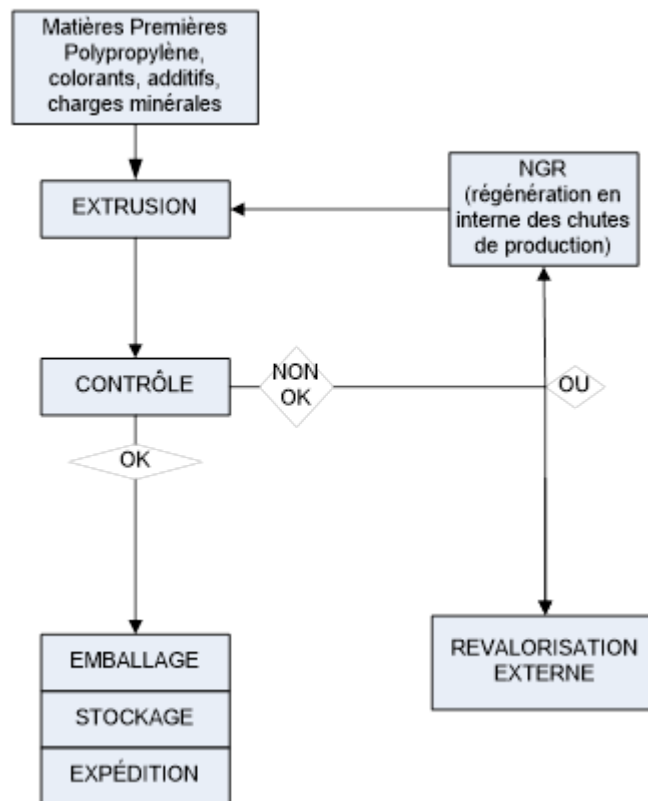 Matières Premières
Polypropylène,
colorants, additifs,
charges minérales
EXTRUSION
NGR
(régénération en
interne des chutes
de production)
CONTRÔLE
NON
OK
OU
OK
EMBALLAGE
STOCKAGE
EXPÉDITION
REVALORISATION
EXTERNE